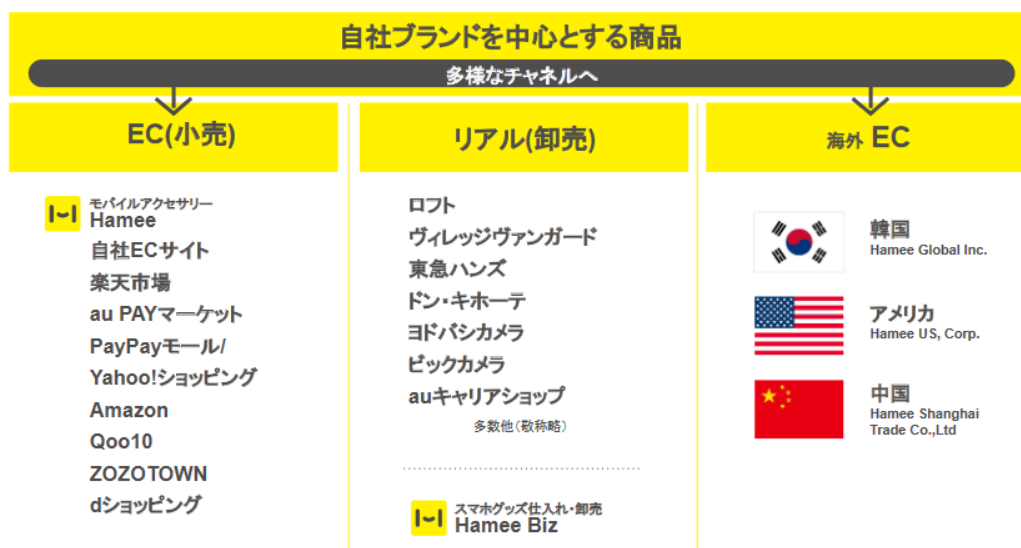 自社ブランドを中心とする商品
多様なチャネルへ
EC(小売)
モバイルアクセサリー
Hamee
自社ECサイト
楽天市場
au PAYマーケット
PayPayモール/
Yahoo!ショッピング
Amazon
Qoo10
ZOZOTOWN
dショッピング
リアル(卸売)
ロフト
ヴィレッジヴァンガード
東急ハンズ
ドン・キホーテ
ヨドバシカメラ
ビックカメラ
auキャリアショップ
多数他(敬称略)
スマホグッズ仕入れ・卸売
Hamee Biz
海外 EC
韓国
Hamee Global Inc.
アメリカ
Hamee US, Corp.
中国
Hamee Shanghai
Trade Co.,Ltd